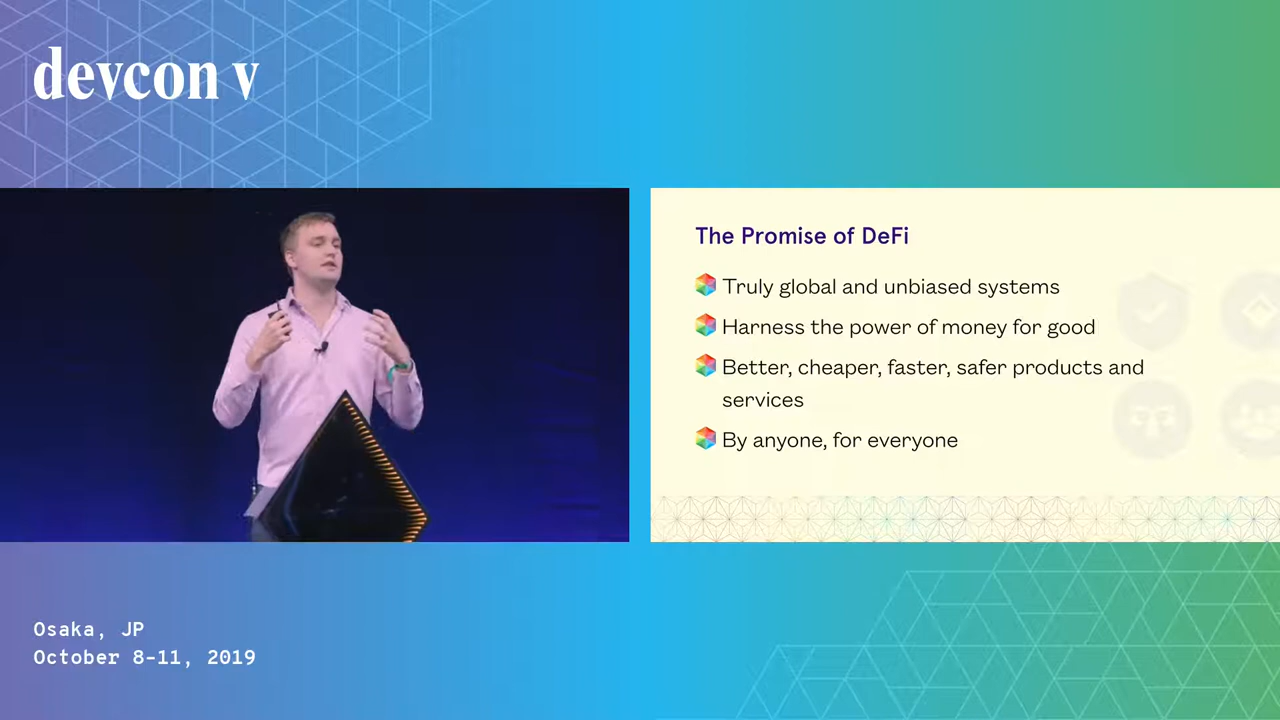 devcon v
The Promise of DeFi
Truly global and unbiased systems
Harness the power of money for good
Better, cheaper, faster, safer products and
services
By anyone, for everyone
Osaka, JP
October 8-11, 2019